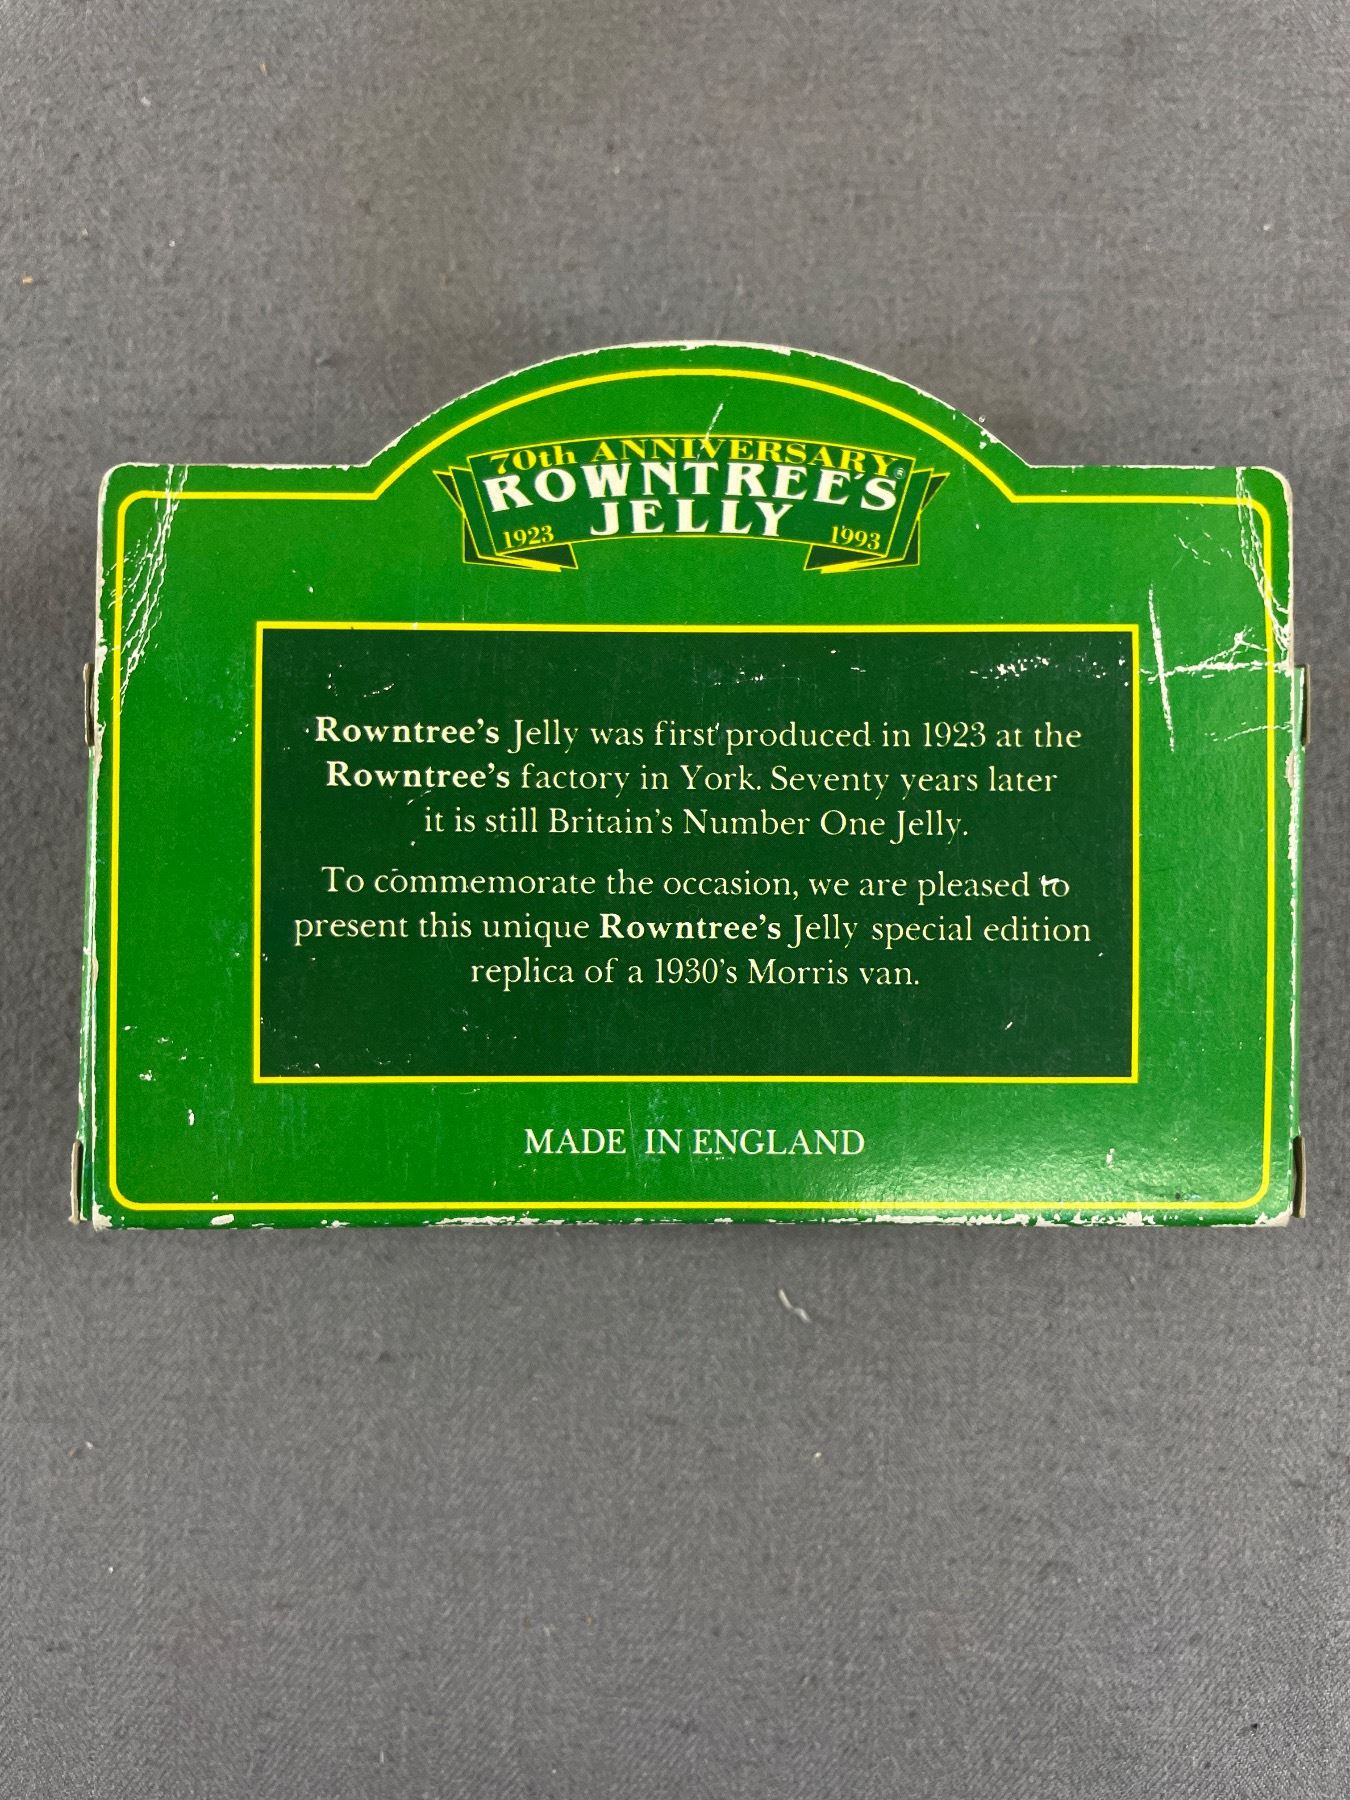 70th ANNIVERSARY
ROWNTREE'S®
JELLY
1923 1993
Rowntree's Jelly was first produced in 1923 at the
Rowntree's factory in York. Seventy years later
it is still Britain's Number One Jelly.
To commemorate the occasion, we are pleased to
present this unique Rowntree's Jelly special edition
replica of a 1930's Morris van.
MADE IN ENGLAND